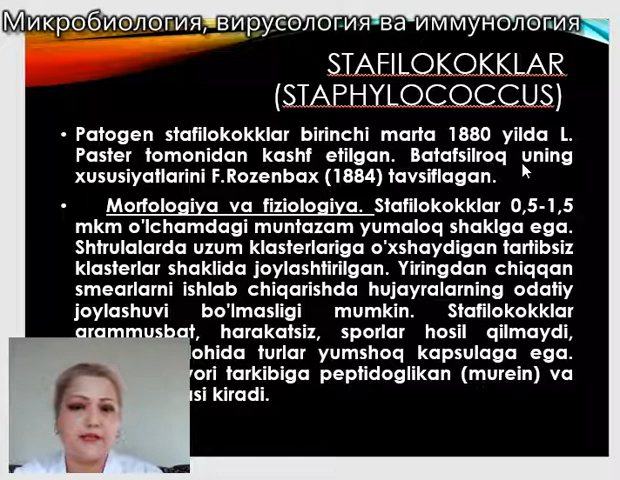 Микробиология, вирусология ва иммунология
STAFILOKOKKLAR
(STAPHYLOCOCCUS)
• Patogen stafilokokklar birinchi marta 1880 yilda L.
Paster tomonidan kashf etilgan. Batafsilroq uning
xususiyatlarini F.Rozenbax (1884) tavsiflagan.
• Morfologiya va fiziologiya. Stafilokokklar 0,5-1,5
mkm o'lchamdagi muntazam yumaloq shaklga ega.
Shtrulalarda uzum klasterlariga o'xshaydigan tartibsiz
klasterlar shaklida joylashtirilgan. Yiringdan chiqqan
smearlarni ishlab chiqarishda hujayralarning odatiy
joylashuvi bo'lmasligi mumkin. Stafilokokklar
grammusbat, harakatsiz, sporlar hosil qilmaydi,
turlar yumshoq kapsulaga ega.
tarkibiga peptidoglikan (murein) va
kiradi.